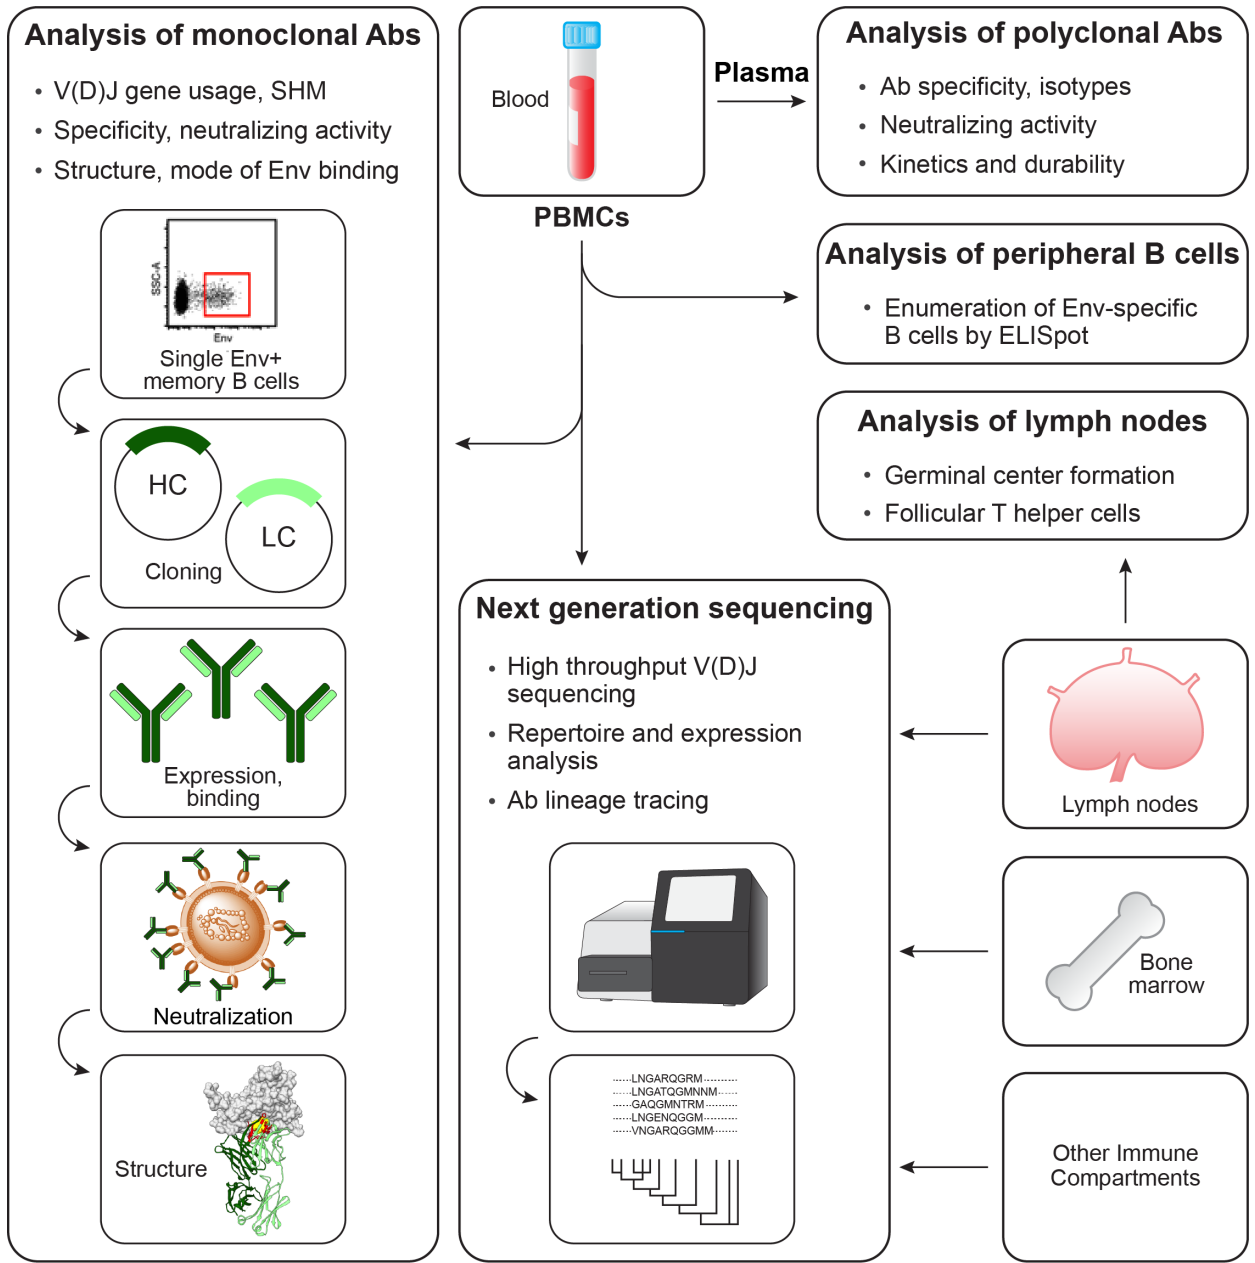 Analysis of monoclonal Abs
• V(D)J gene usage, SHM
• Specificity, neutralizing activity
• Structure, mode of Env binding
SSC-A
Env
Single Env+
memory B cells
HC
LC
Cloning
Expression,
binding
Neutralization
Structure
Blood
Plasma
PBMCs
Analysis of polyclonal Abs
• Ab specificity, isotypes
• Neutralizing activity
• Kinetics and durability
Analysis of peripheral B cells
• Enumeration of Env-specific
B cells by ELISpot
Analysis of lymph nodes
• Germinal center formation
• Follicular T helper cells
Next generation sequencing
• High throughput V(D)J
sequencing
• Repertoire and expression
analysis
• Ab lineage tracing
LNGARQGRM
LNGATQGMNNM
GAQGMNTRM
LNGENQGGM
VNGARQGGMM
Lymph nodes
Bone
marrow
Other Immune
Compartments